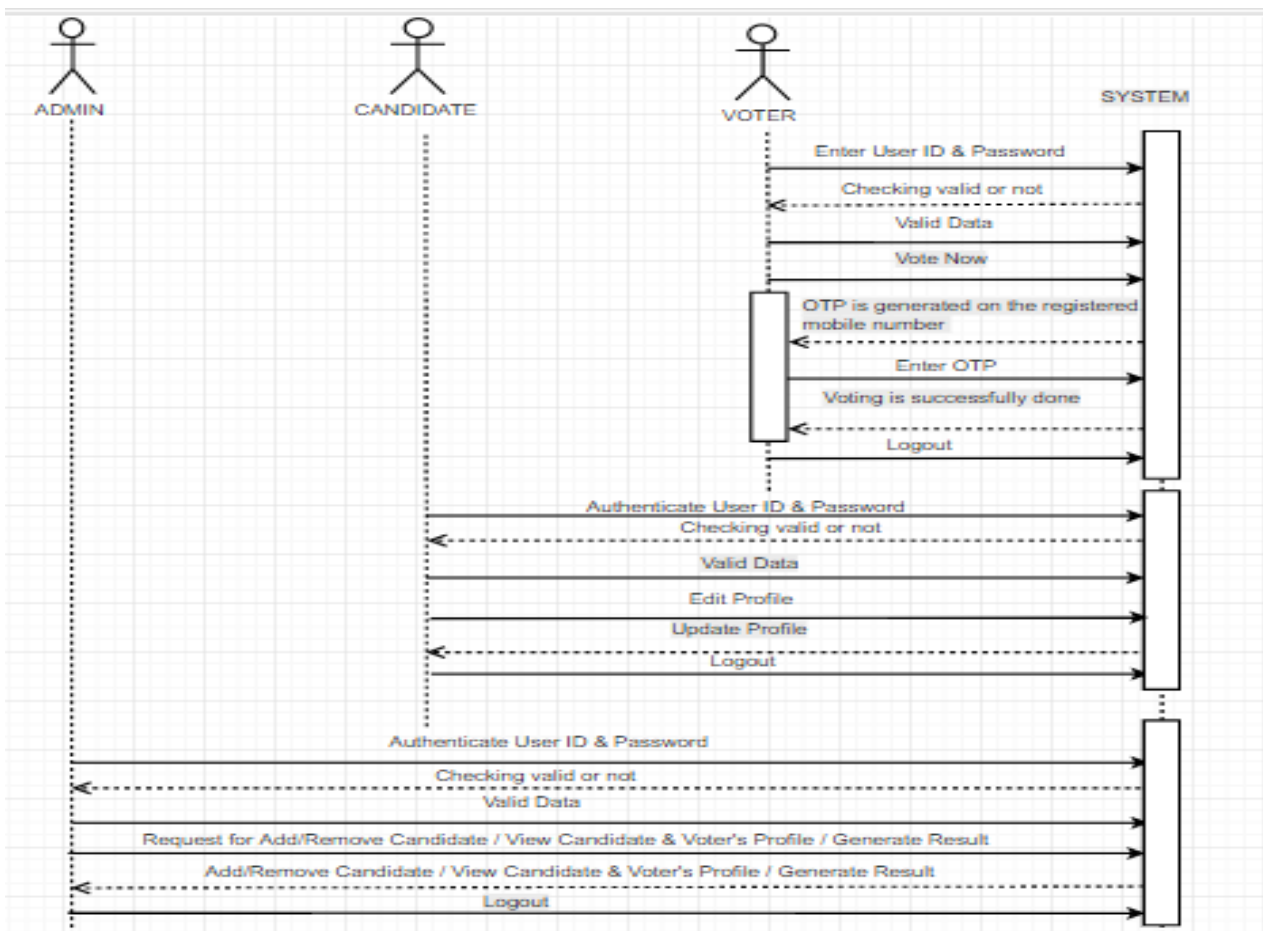 ADMIN
CANDIDATE
VOTER
SYSTEM
Enter User ID & Password
Checking valid or not
Valid Data
Vote Now
OTP is generated on the registered
mobile number
Enter OTP
Voting is successfully done
Logout
Authenticate User ID & Password
Checking valid or not
Valid Data
Edit Profile
Update Profile
Logout
Authenticate User ID & Password
Checking valid or not
Valid Data
Request for Add/Remove Candidate / View Candidate & Voter's Profile / Generate Result
Add/Remove Candidate / View Candidate & Voter's Profile / Generate Result
Logout